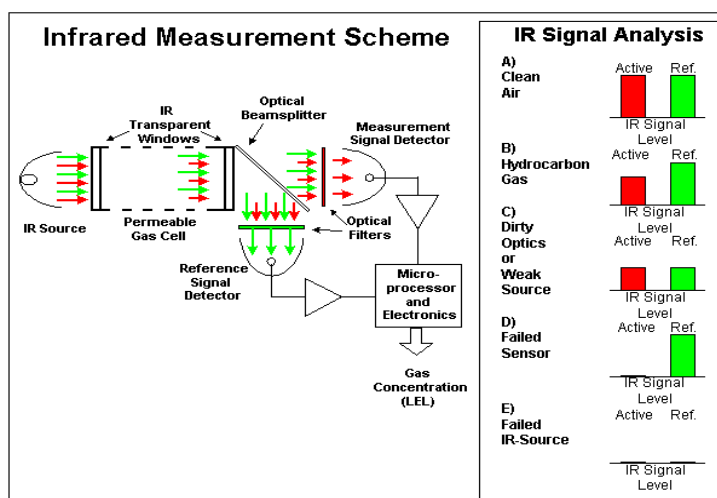 Infrared Measurement Scheme
Optical
Beamsplitter
IR
Transparent
Windows
Measurement
Signal Detector
IR Source
Permeable
Gas Cell
Optical
Filters
Reference
Signal
Detector
Micro-
processor
and
Electronics
Gas
Concentration
(LEL)
IR Signal Analysis
A)
Clean
Air
Active Ref.
IR Signal
Level
B)
Hydrocarbon
Gas
Active Ref.
IR Signal
Level
C)
Dirty
Optics
or
Weak
Source
Active Ref.
IR Signal
Level
D)
Failed
Sensor
Active Ref.
IR Signal
Level
E)
Failed
IR-Source
Active Ref.
IR Signal
Level